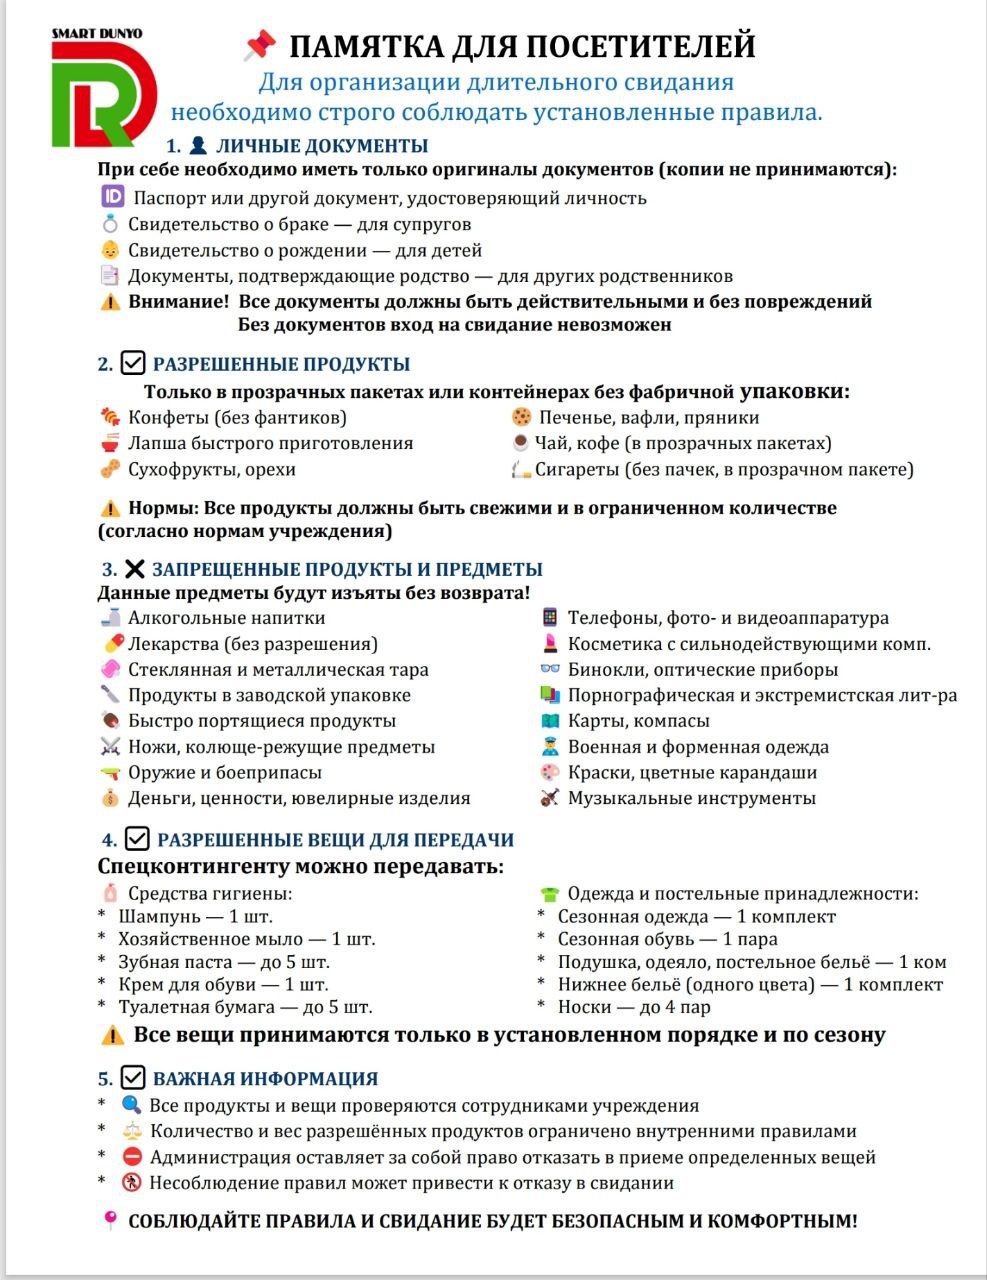 SMART DUNYO
ПАМЯТКА ДЛЯ ПОСЕТИТЕЛЕЙ
Для организации длительного свидания
необходимо строго соблюдать установленные правила.
1. ЛИЧНЫЕ ДОКУМЕНТЫ
При себе необходимо иметь только оригиналы документов (копии не принимаются):
ID Паспорт или другой документ, удостоверяющий личность
Свидетельство о браке — для супругов
Свидетельство о рождении — для детей
Документы, подтверждающие родство — для других родственников
Внимание! Все документы должны быть действительными и без повреждений
Без документов вход на свидание невозможен
2. РАЗРЕШЕННЫЕ ПРОДУКТЫ
Только в прозрачных пакетах или контейнерах без фабричной упаковки:
Конфеты (без фантиков)
Лапша быстрого приготовления
Сухофрукты, орехи
Печенье, вафли, пряники
Чай, кофе (в прозрачных пакетах)
Сигареты (без пачек, в прозрачном пакете)
Нормы: Все продукты должны быть свежими и в ограниченном количестве
(согласно нормам учреждения)
3. ЗАПРЕЩЕННЫЕ ПРОДУКТЫ И ПРЕДМЕТЫ
Данные предметы будут изъяты без возврата!
Алкогольные напитки
Лекарства (без разрешения)
Стеклянная и металлическая тара
Продукты в заводской упаковке
Быстро портящиеся продукты
Ножи, колюще-режущие предметы
Оружие и боеприпасы
Деньги, ценности, ювелирные изделия
Телефоны, фото- и видеоаппаратура
Косметика с сильнодействующими комп.
Бинокли, оптические приборы
Порнографическая и экстремистская лит-ра
Карты, компасы
Военная и форменная одежда
Краски, цветные карандаши
Музыкальные инструменты
4. РАЗРЕШЕННЫЕ ВЕЩИ ДЛЯ ПЕРЕДАЧИ
Спецконтингенту можно передавать:
Средства гигиены:
* Шампунь — 1 шт.
* Хозяйственное мыло — 1 шт.
* Зубная паста — до 5 шт.
* Крем для обуви — 1 шт.
* Туалетная бумага — до 5 шт.
Одежда и постельные принадлежности:
* Сезонная одежда — 1 комплект
* Сезонная обувь — 1 пара
* Подушка, одеяло, постельное бельё — 1 ком
* Нижнее бельё (одного цвета) — 1 комплект
* Носки — до 4 пар
Все вещи принимаются только в установленном порядке и по сезону
5. ВАЖНАЯ ИНФОРМАЦИЯ
* Все продукты и вещи проверяются сотрудниками учреждения
* Количество и вес разрешённых продуктов ограничено внутренними правилами
* Администрация оставляет за собой право отказать в приеме определенных вещей
* Несоблюдение правил может привести к отказу в свидании
СОБЛЮДАЙТЕ ПРАВИЛА И СВИДАНИЕ БУДЕТ БЕЗОПАСНЫМ И КОМФОРТНЫМ!